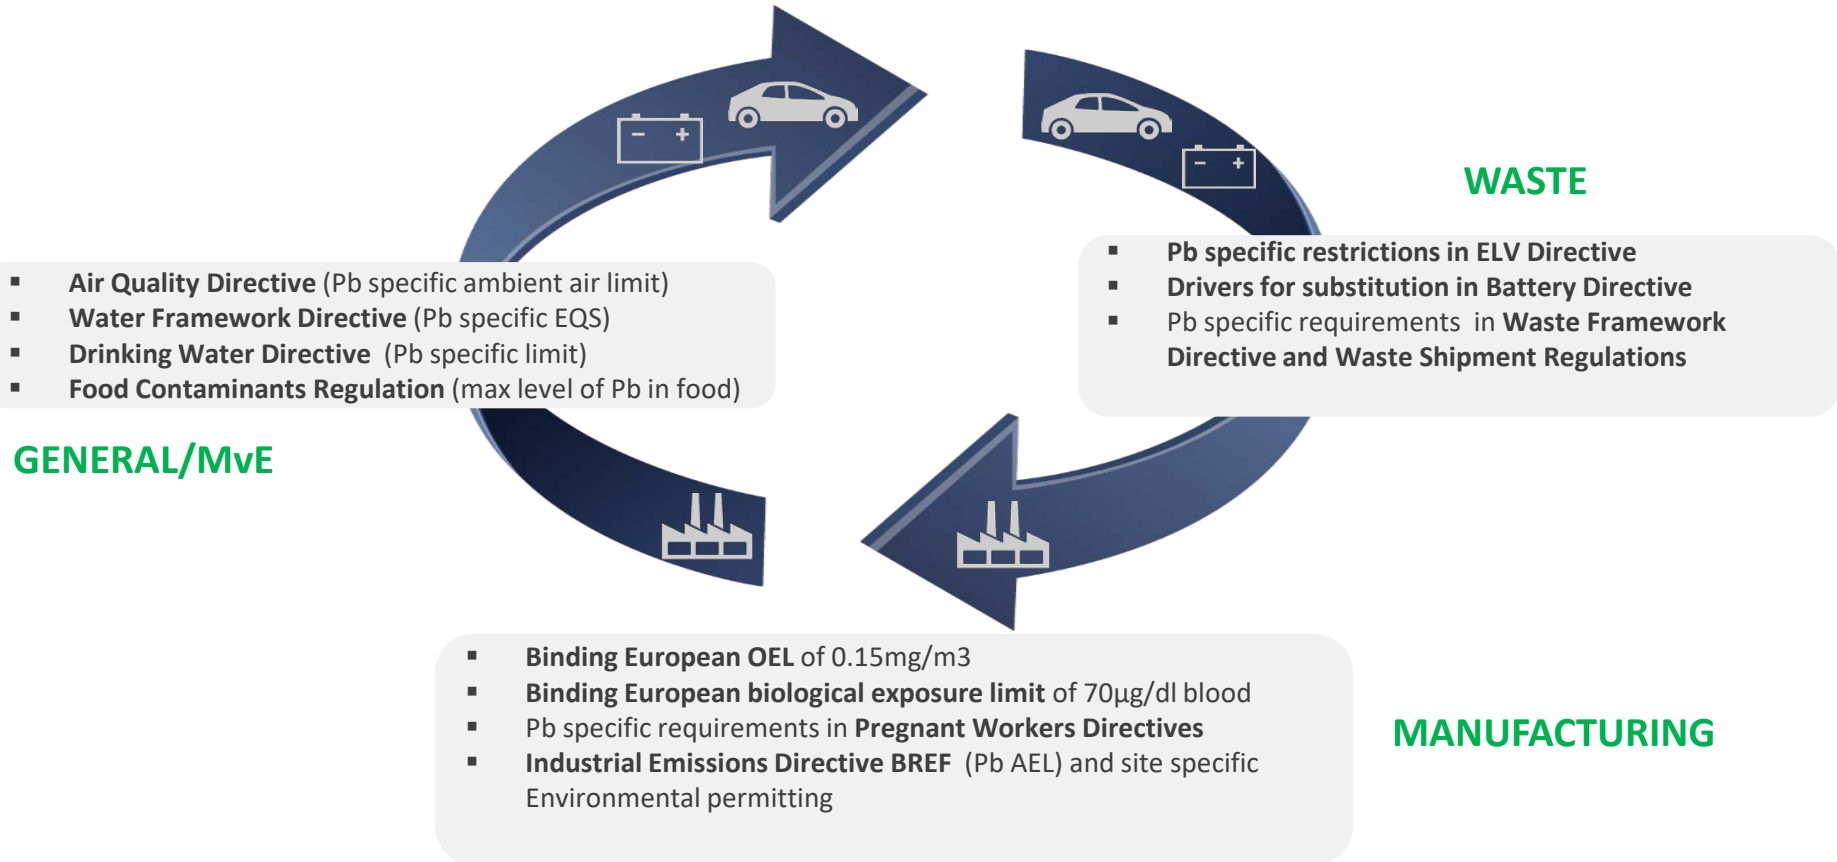 WASTE
▪ Pb specific restrictions in ELV Directive
▪ Drivers for substitution in Battery Directive
▪ Pb specific requirements in Waste Framework
Directive and Waste Shipment Regulations
▪ Air Quality Directive (Pb specific ambient air limit)
▪ Water Framework Directive (Pb specific EQS)
▪ Drinking Water Directive (Pb specific limit)
▪ Food Contaminants Regulation (max level of Pb in food)
GENERAL/MvE
▪ Binding European OEL of 0.15mg/m3
▪ Binding European biological exposure limit of 70µg/dl blood
▪ Pb specific requirements in Pregnant Workers Directives
▪ Industrial Emissions Directive BREF (Pb AEL) and site specific
Environmental permitting
MANUFACTURING